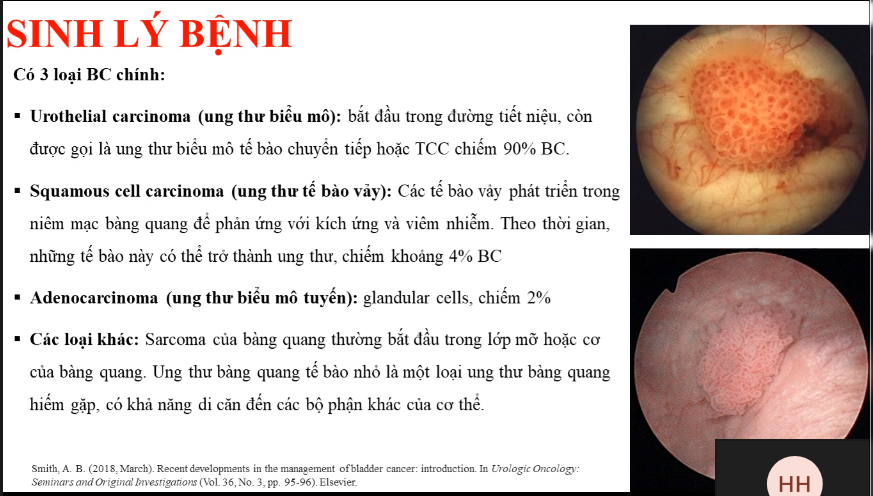 SINH LÝ BỆNH
Có 3 loại BC chính:
▪ Urothelial carcinoma (ung thư biểu mô): bắt đầu trong đường tiết niệu, còn
được gọi là ung thư biểu mô tế bào chuyển tiếp hoặc TCC chiếm 90% BC.
▪ Squamous cell carcinoma (ung thư tế bào vảy): Các tế bào vảy phát triển trong
niêm mạc bàng quang để phản ứng với kích ứng và viêm nhiễm. Theo thời gian,
những tế bào này có thể trở thành ung thư, chiếm khoảng 4% BC
▪ Adenocarcinoma (ung thư biểu mô tuyến): glandular cells, chiếm 2%
▪ Các loại khác: Sarcoma của bàng quang thường bắt đầu trong lớp mỡ hoặc cơ
của bàng quang. Ung thư bàng quang tế bào nhỏ là một loại ung thư bàng quang
hiếm gặp, có khả năng di căn đến các bộ phận khác của cơ thể.
Smith, A. B. (2018, March). Recent developments in the management of bladder cancer: introduction. In Urologic Oncology:
Seminars and Original Investigations (Vol. 36, No. 3, pp. 95-96). Elsevier.
HH